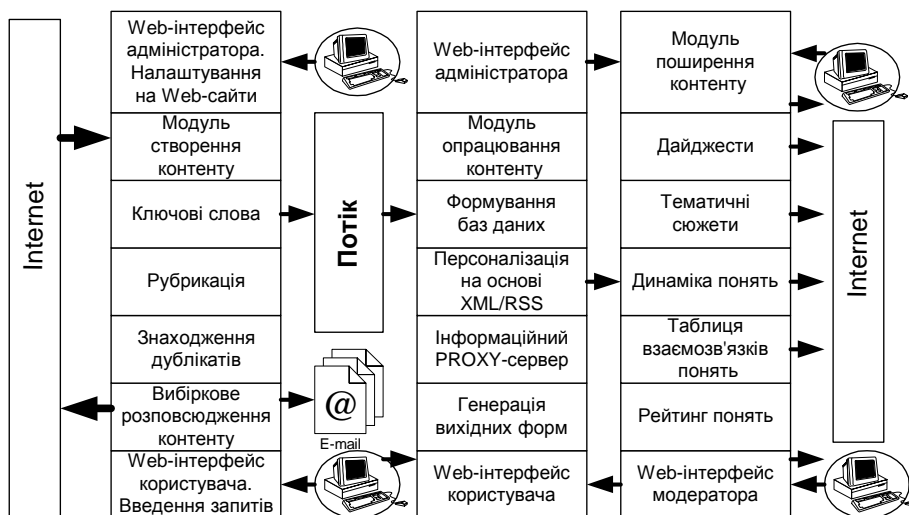 Internet
Web-інтерфейс
адміністратора.
Налаштування
на Web-сайти
Модуль
створення
контенту
Ключові слова
Рубрикація
Знаходження
дублікатів
Вибіркове
розповсюдження
контенту
Web-інтерфейс
користувача.
Введення запитів
Потік
@
E-mail
Web-інтерфейс
адміністратора
Модуль
опрацювання
контенту
Формування
баз даних
Персоналізація
на основі
XML/RSS
Інформаційний
PROXY-сервер
Генерація
вихідних форм
Web-інтерфейс
користувача
Модуль
поширення
контенту
Дайджести
Тематичні
сюжети
Динаміка понять
Таблиця
взаємозв'язків
понять
Рейтинг понять
Web-інтерфейс
модератора
Internet